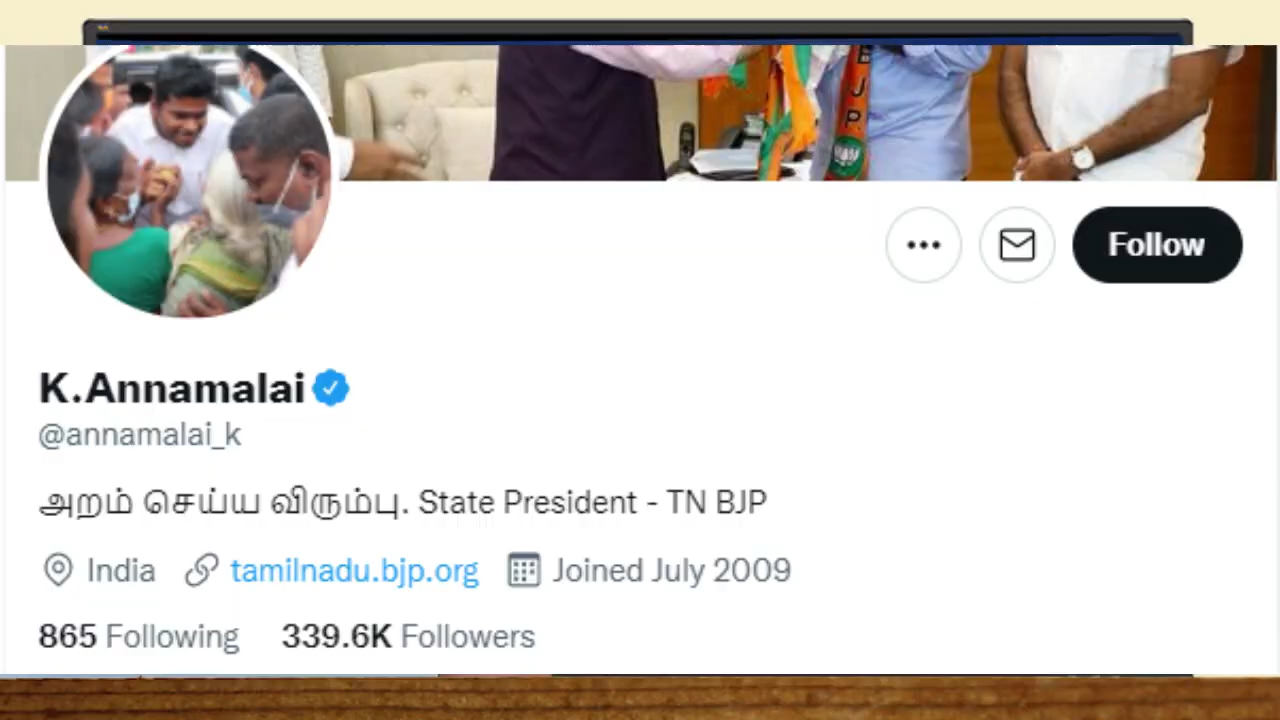 BJP
Follow
K.Annamalai
@annamalai_k
அறம் செய்ய விரும்பு. State President - TN BJP
India tamilnadu.bjp.org Joined July 2009
865 Following 339.6K Followers